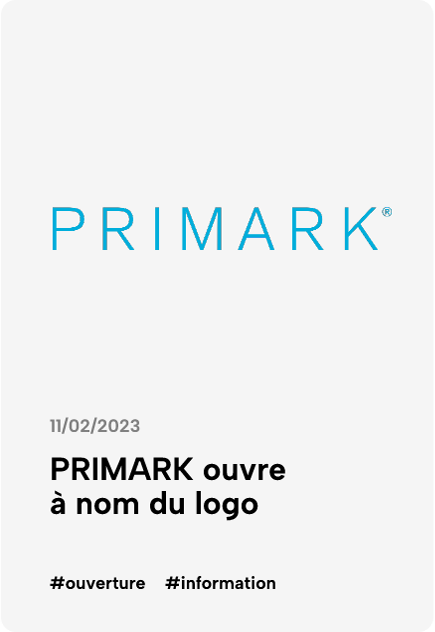 PRIMARK®
11/02/2023
PRIMARK ouvre
à nom du logo
#ouverture #information